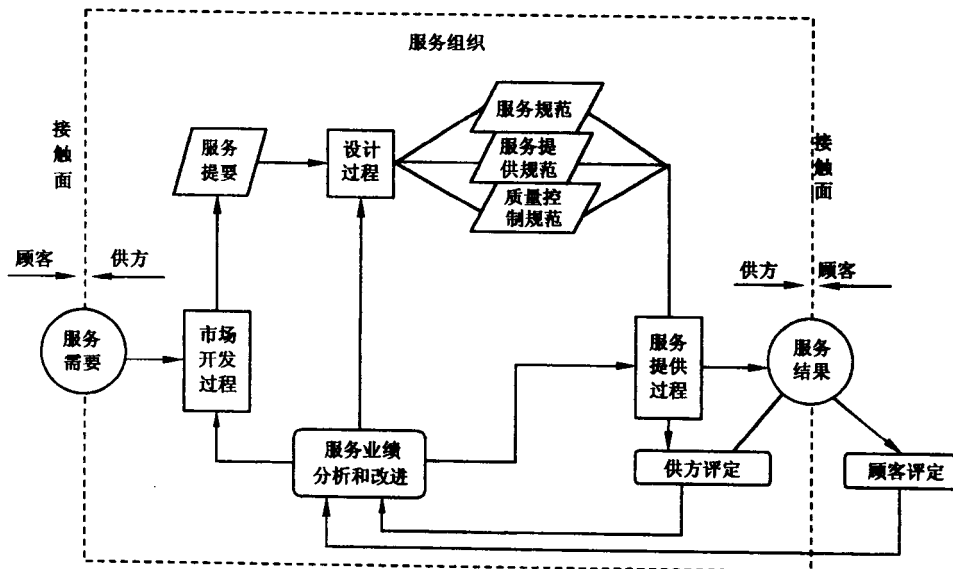 服务组织
接
触
面
服务
提要
设计
过程
服务规范
服务提
供规范
质量控
制规范
接
触
面
顾客
供方
供方
顾客
服务
需要
市场
开发
过程
服务
提供
过程
服务
结果
服务业绩
分析和改进
供方评定
顾客评定